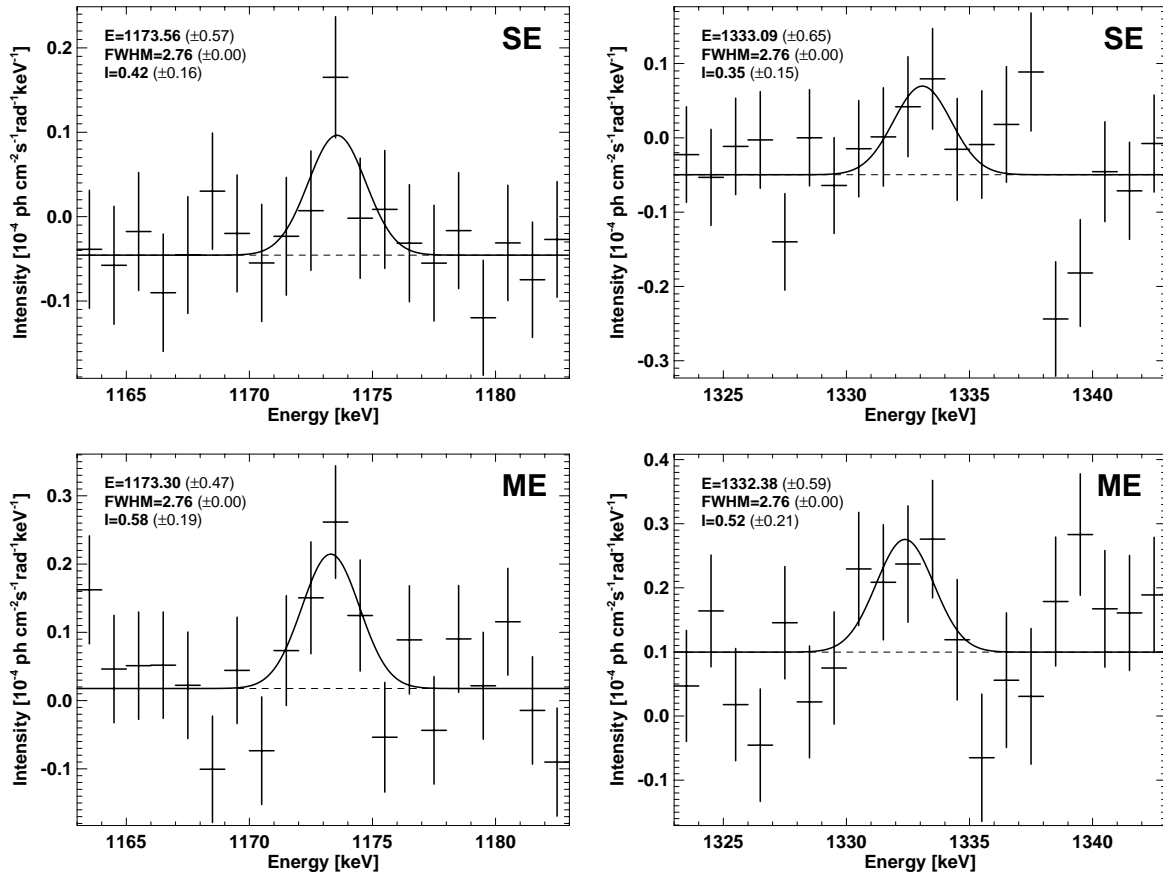 E=1173.56 (±0.57)
FWHM=2.76 (±0.00)
I=0.42 (±0.16)
SE
0.2
0.1
0.0
-0.1
Intensity [10⁻⁴ ph cm⁻²s⁻¹rad⁻¹keV⁻¹]
1165 1170 1175 1180
Energy [keV]
E=1333.09 (±0.65)
FWHM=2.76 (±0.00)
I=0.35 (±0.15)
SE
0.1
0.0
-0.1
-0.2
-0.3
Intensity [10⁻⁴ ph cm⁻²s⁻¹rad⁻¹keV⁻¹]
1325 1330 1335 1340
Energy [keV]
E=1173.30 (±0.47)
FWHM=2.76 (±0.00)
I=0.58 (±0.19)
ME
0.3
0.2
0.1
0.0
-0.1
Intensity [10⁻⁴ ph cm⁻²s⁻¹rad⁻¹keV⁻¹]
1165 1170 1175 1180
Energy [keV]
E=1332.38 (±0.59)
FWHM=2.76 (±0.00)
I=0.52 (±0.21)
ME
0.4
0.3
0.2
0.1
0.0
-0.1
Intensity [10⁻⁴ ph cm⁻²s⁻¹rad⁻¹keV⁻¹]
1325 1330 1335 1340
Energy [keV]